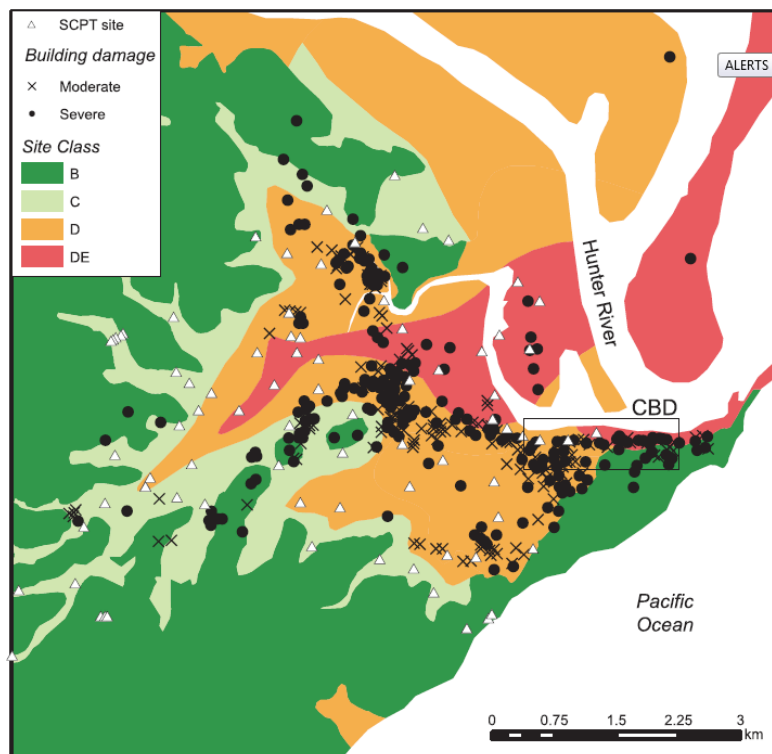 SCPT site
Building damage
Moderate
Severe
Site Class
B
C
D
DE
ALERTS
Hunter River
CBD
Pacific
Ocean
0 0.75 1.5 2.25 3
km